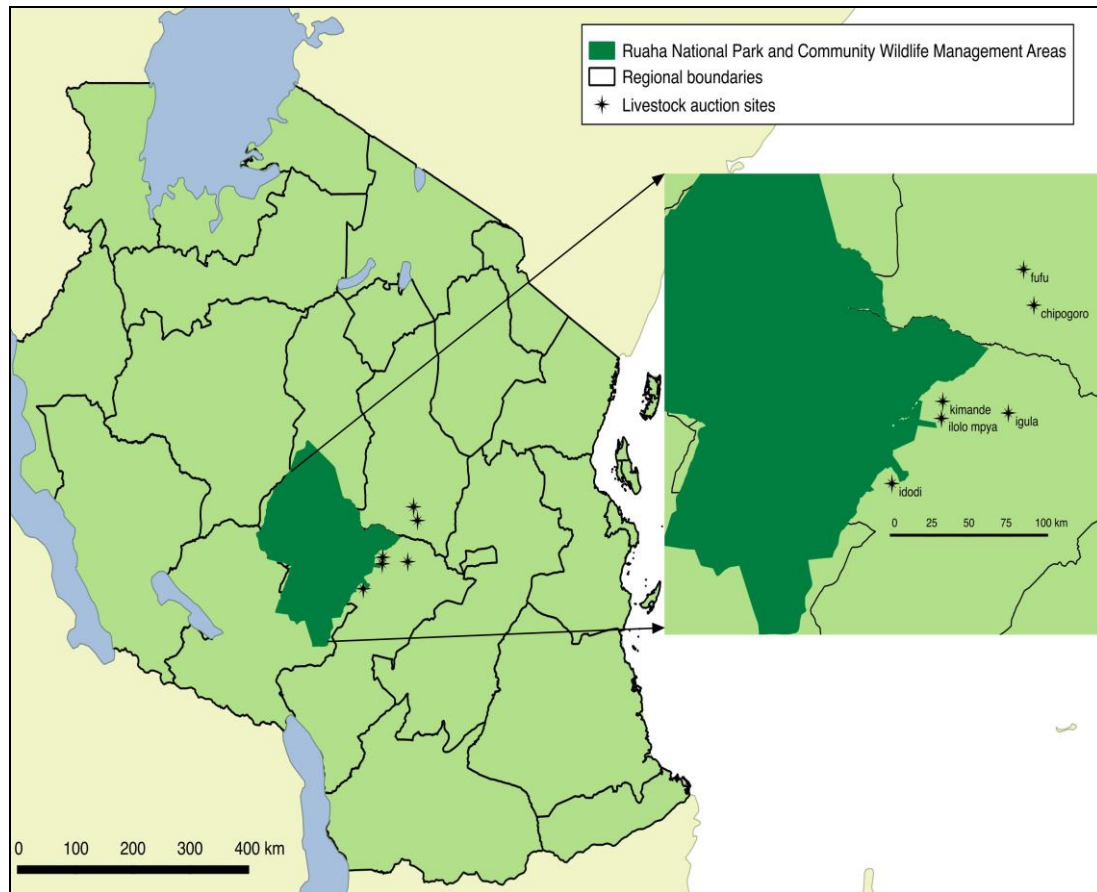 Ruaha National Park and Community Wildlife Management Areas
Regional boundaries
Livestock auction sites
fufu
chipogoro
kimande
ilolo mpya
igula
idodi
0 25 50 75 100 km
0 100 200 300 400 km